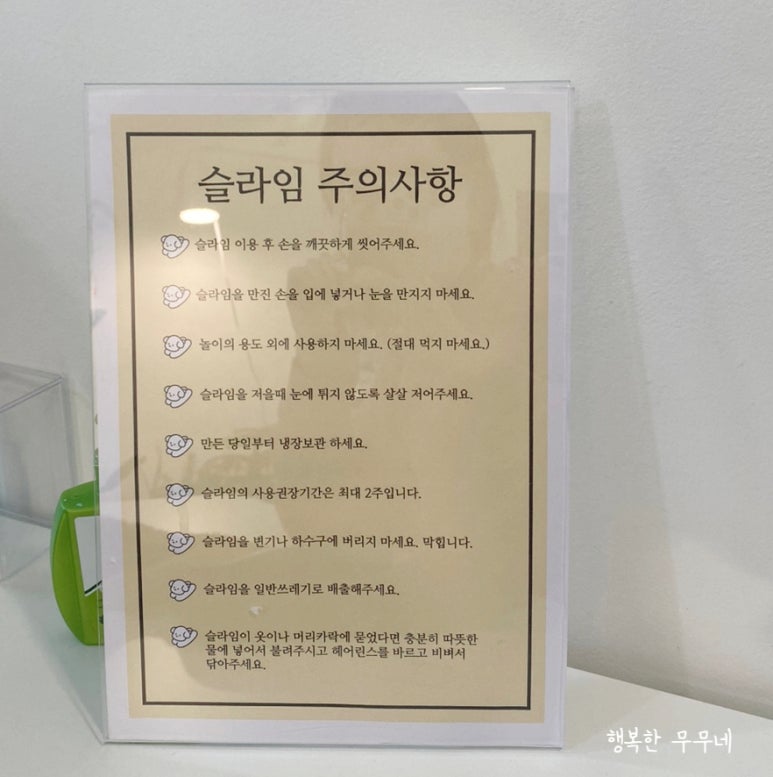 슬라임 주의사항
슬라임 이용 후 손을 깨끗하게 씻어주세요.
슬라임을 만진 손을 입에 넣거나 눈을 만지지 마세요.
놀이의 용도 외에 사용하지 마세요. (절대 먹지 마세요.)
슬라임을 저을때 눈에 튀지 않도록 살살 저어주세요.
만든 당일부터 냉장보관 하세요.
슬라임의 사용권장기간은 최대 2주입니다.
슬라임을 변기나 하수구에 버리지 마세요. 막힙니다.
슬라임을 일반쓰레기로 배출해주세요.
슬라임이 옷이나 머리카락에 묻었다면 충분히 따뜻한
물에 넣어서 불려주시고 헤어린스를 바르고 비벼서
닦아주세요.
행복한 무무네